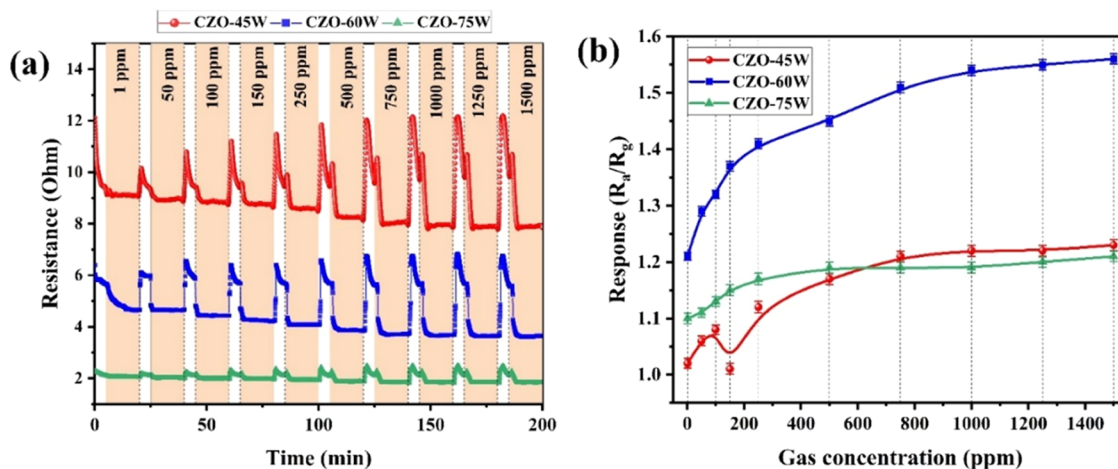 CZO-45W CZO-60W CZO-75W
(a)
Resistance (Ohm)
14
12
10
8
6
4
2
1 ppm
50 ppm
100 ppm
150 ppm
250 ppm
500 ppm
750 ppm
1000 ppm
1250 ppm
1500 ppm
0 50 100 150 200
Time (min)
(b)
Response (Ra/Rg)
1.6
1.5
1.4
1.3
1.2
1.1
1.0
CZO-45W
CZO-60W
CZO-75W
0 200 400 600 800 1000 1200 1400
Gas concentration (ppm)